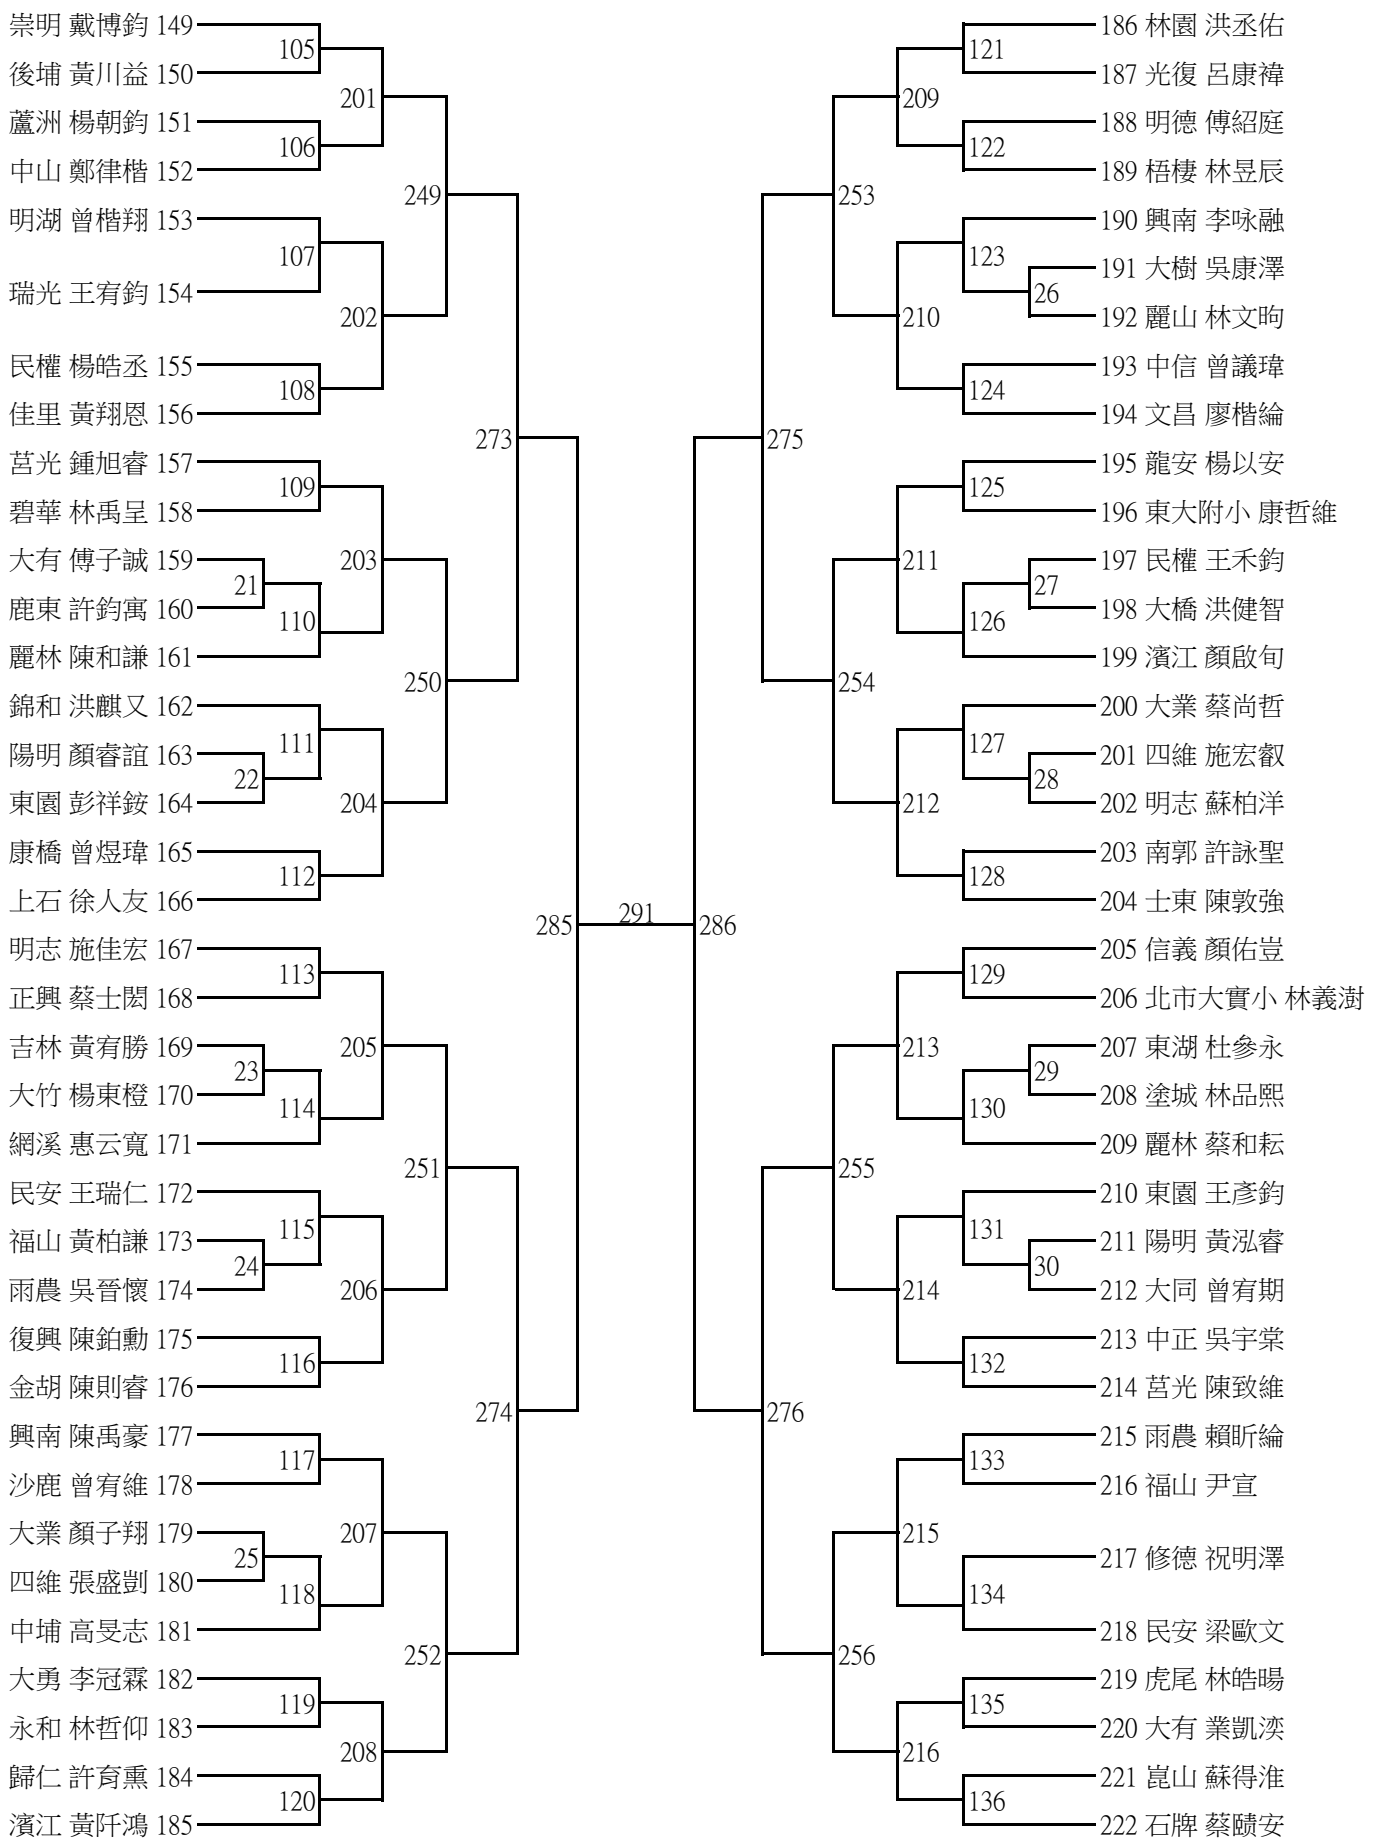 崇明 戴博鈞 149
105
後埔 黃川益 150
201
蘆洲 楊朝鈞 151
106
中山 鄭律楷 152
249
明湖 曾楷翔 153
107
瑞光 王宥鈞 154
202
民權 楊皓丞 155
108
佳里 黃翔恩 156
273
莒光 鍾旭睿 157
109
碧華 林禹呈 158
大有 傅子誠 159
203
21
鹿東 許鈞寓 160
110
麗林 陳和謙 161
250
錦和 洪麒又 162
111
陽明 顏睿誼 163
22
東園 彭祥銨 164
204
康橋 曾煜瑋 165
112
上石 徐人友 166
285
291
明志 施佳宏 167
113
正興 蔡士閎 168
吉林 黃宥勝 169
205
23
大竹 楊東橙 170
114
網溪 惠云寬 171
251
民安 王瑞仁 172
115
福山 黃柏謙 173
24
雨農 吳晉懷 174
206
復興 陳鉑勳 175
116
金胡 陳則睿 176
274
興南 陳禹豪 177
117
沙鹿 曾宥維 178
大業 顏子翔 179
207
25
四維 張盛剴 180
118
中埔 高旻志 181
252
大勇 李冠霖 182
119
永和 林哲仰 183
208
歸仁 許育熏 184
120
濱江 黃阡鴻 185
186 林園 洪丞佑
121
187 光復 呂康褘
209
188 明德 傅紹庭
122
189 梧棲 林昱辰
253
190 興南 李咏融
123
191 大樹 吳康澤
26
192 麗山 林文昫
210
193 中信 曾議瑋
124
194 文昌 廖楷綸
275
195 龍安 楊以安
125
196 東大附小 康哲維
211
197 民權 王禾鈞
27
198 大橋 洪健智
126
199 濱江 顏啟旬
254
200 大業 蔡尚哲
127
201 四維 施宏叡
28
202 明志 蘇柏洋
212
203 南郭 許詠聖
128
204 士東 陳敦強
286
205 信義 顏佑豈
129
206 北市大實小 林義澍
213
207 東湖 杜參永
29
208 塗城 林品熙
130
209 麗林 蔡和耘
255
210 東園 王彥鈞
131
211 陽明 黃泓睿
30
212 大同 曾宥期
214
213 中正 吳宇棠
132
214 莒光 陳致維
276
215 雨農 賴昕綸
133
216 福山 尹宣
215
217 修德 祝明澤
134
218 民安 梁歐文
256
219 虎尾 林皓暘
135
220 大有 業凱渜
216
221 崑山 蘇得淮
136
222 石牌 蔡賾安